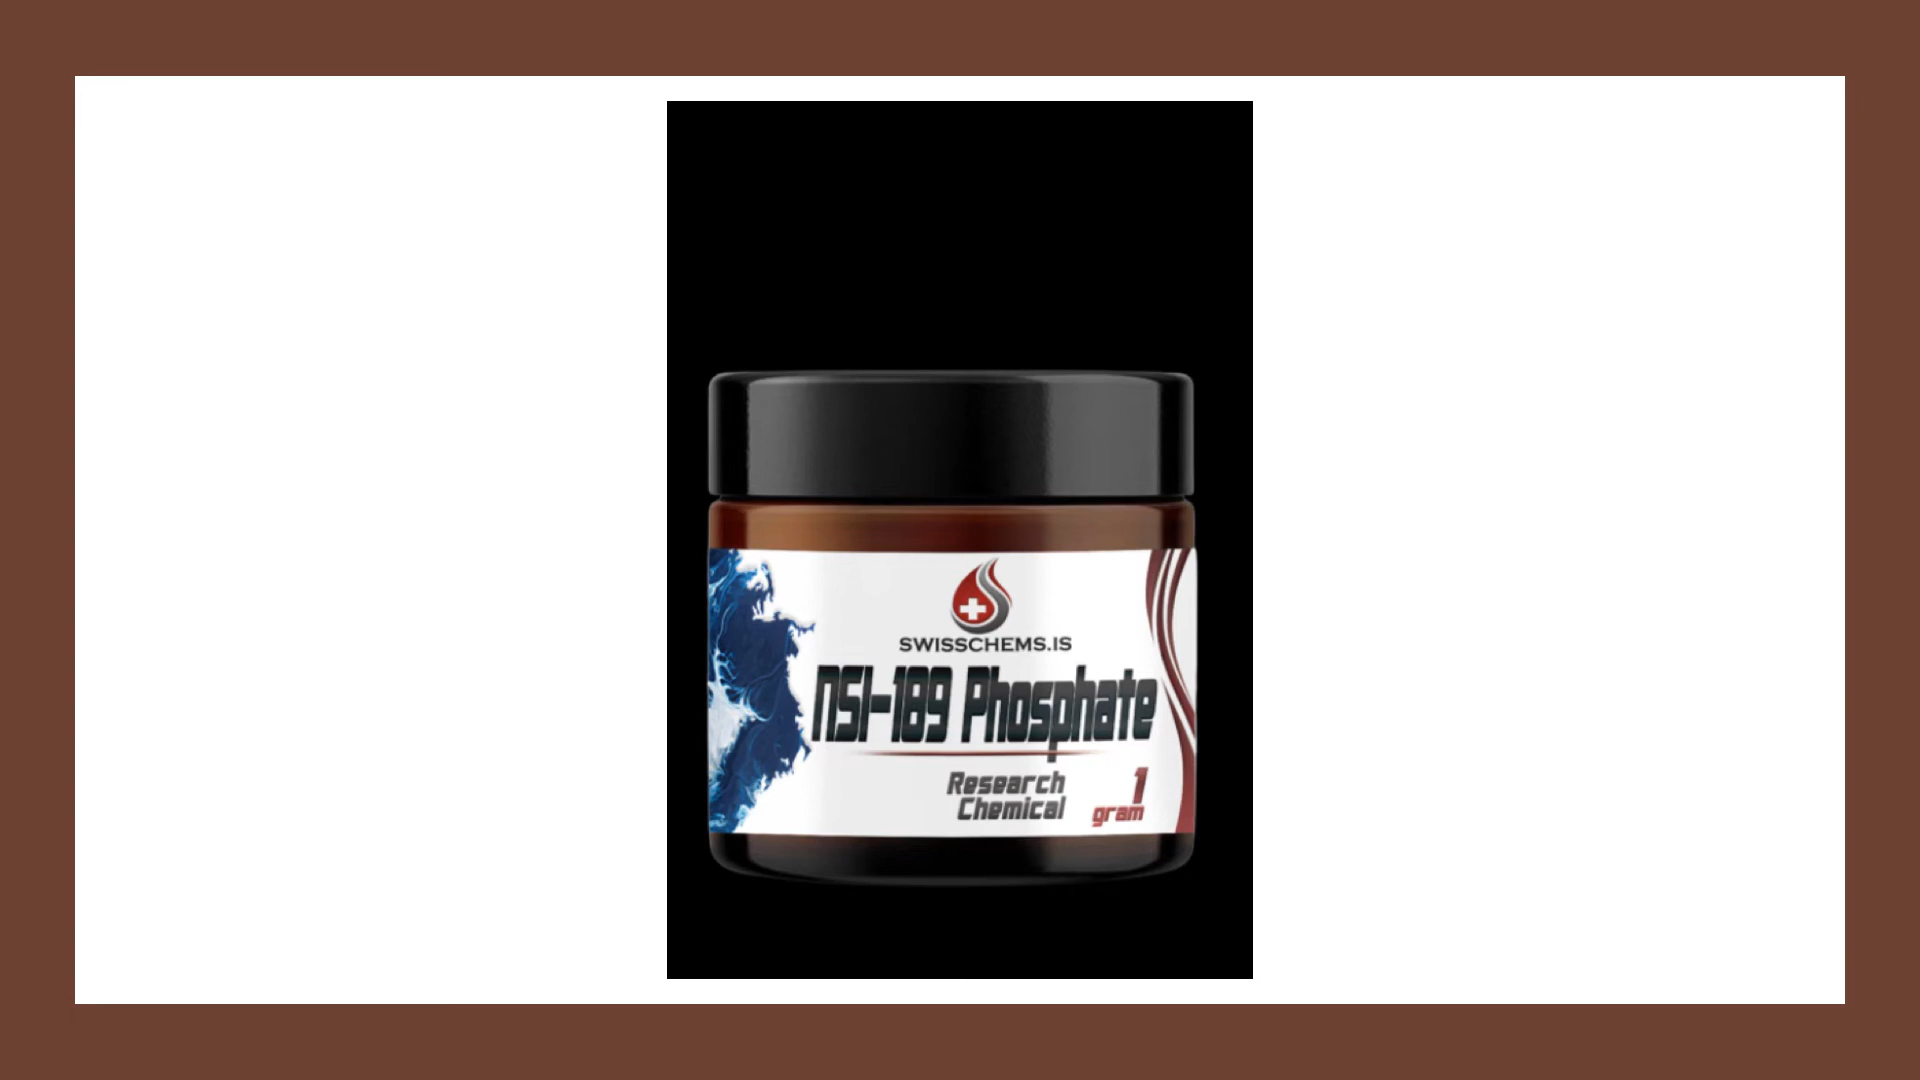 SWISSCHEMS.IS
NSI-189 Phosphate
Research
Chemical
1
gram